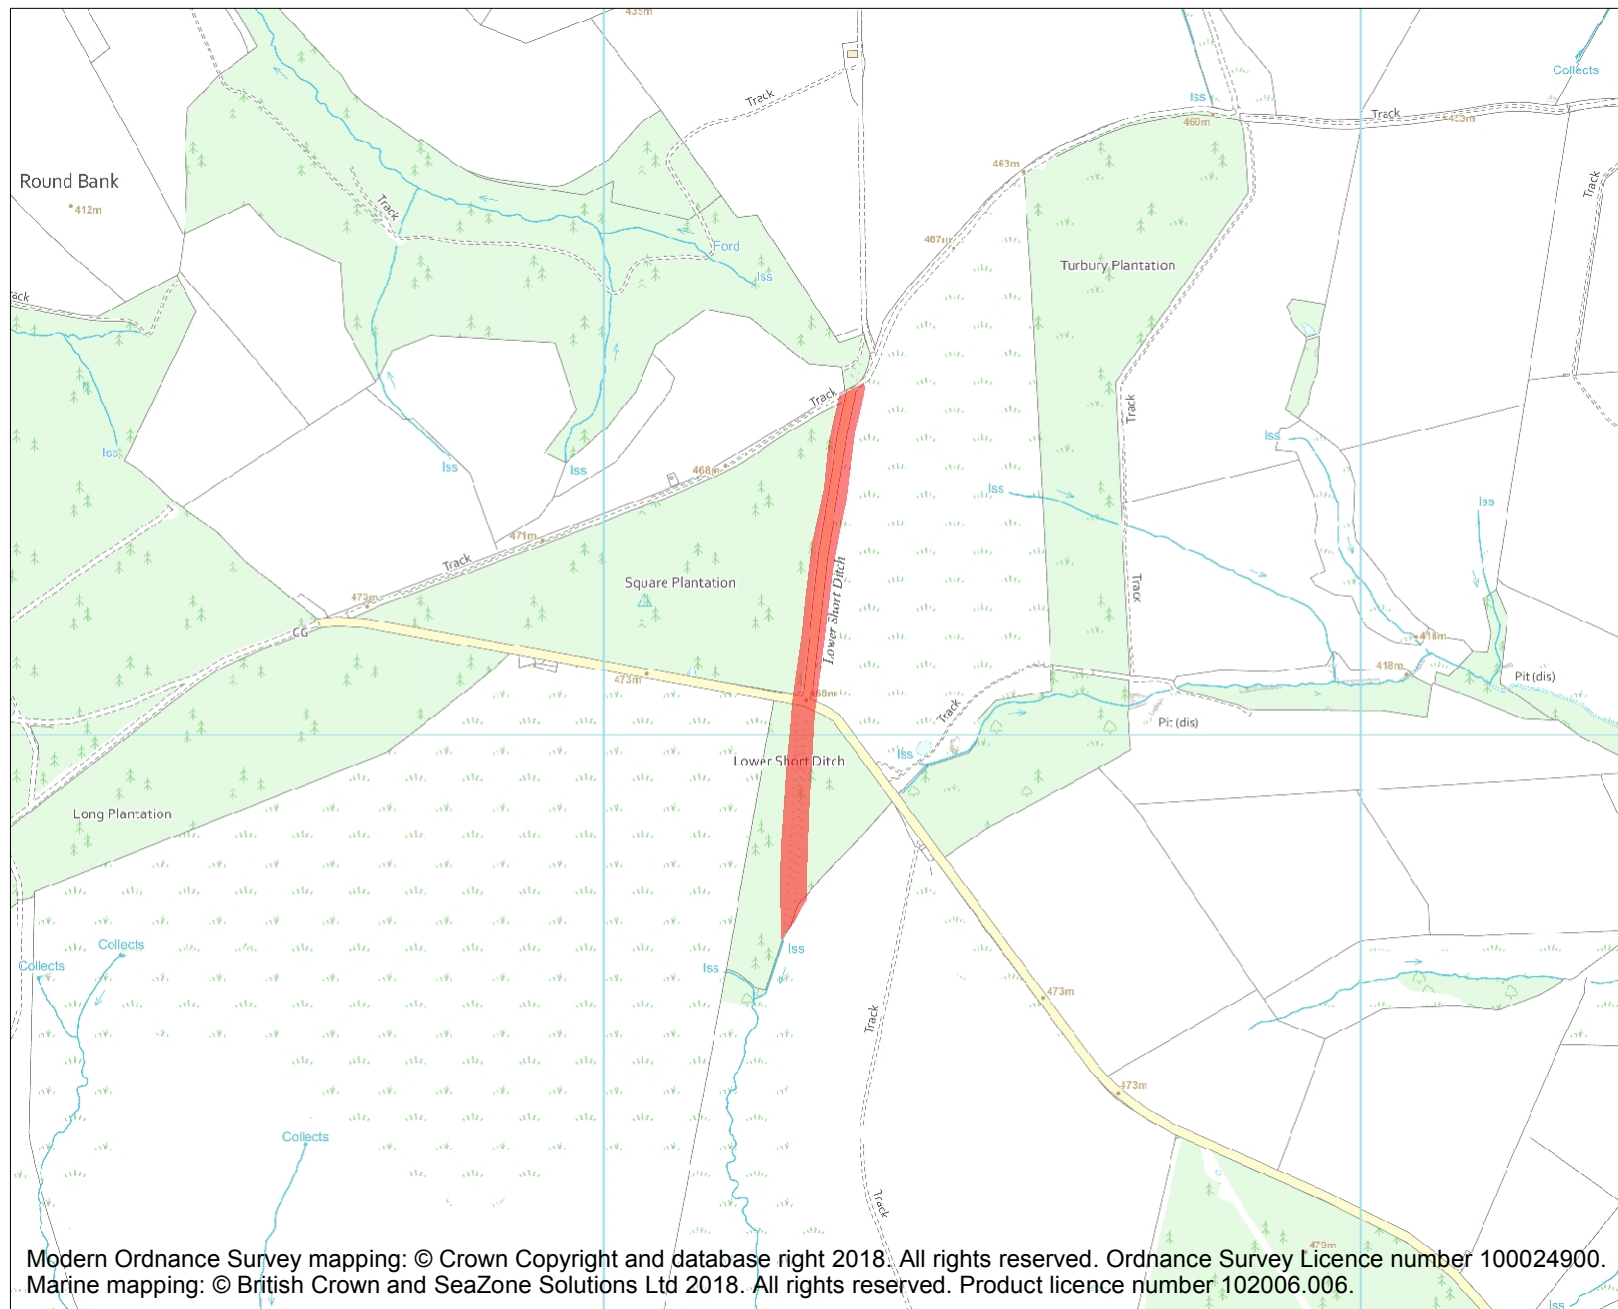 435m
Collects
Track
Iss
460m
Track
463m
463m
Round Bank
412m
Track
Track
467m
Ford
Iss
Turbury Plantation
Track
Track
Iss
Iss
Iss
468m
Track
Iss
Iss
Iss
471m
Track
Square Plantation
Lower Short Ditch
Track
473m
CG
418m
418m
Pit (dis)
473m
468m
Track
Pit (dis)
Iss
Lower Short Ditch
Long Plantation
Collects
Collects
Iss
Iss
473m
Track
473m
Collects
Track
479m
Iss
Modern Ordnance Survey mapping: © Crown Copyright and database right 2018. All rights reserved. Ordnance Survey Licence number 100024900.
Marine mapping: © British Crown and SeaZone Solutions Ltd 2018. All rights reserved. Product licence number 102006.006.